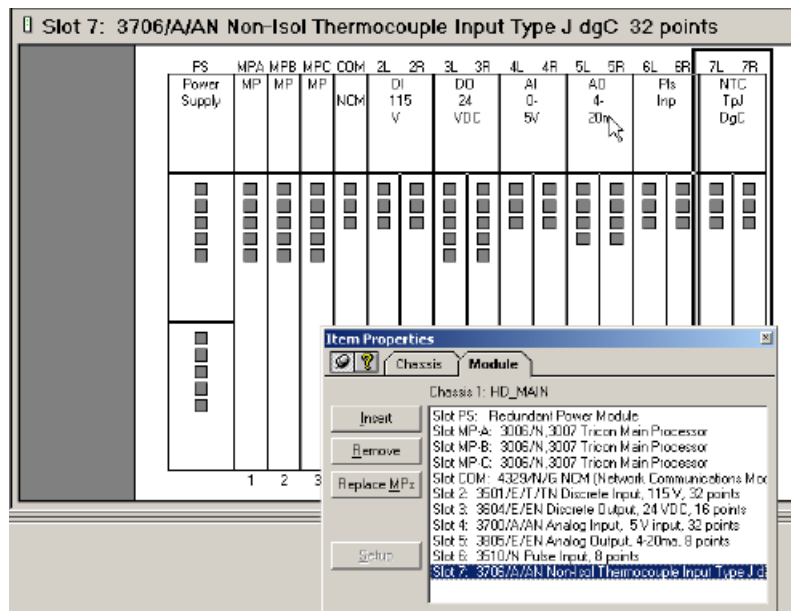 Slot 7: 3706/A/AN Non-Isol Thermocouple Input Type J dgC 32 points
PS MPA MPB MPC COM 2L 2R 3L 3R 4L 4R 5L 5R 6L 6R 7L 7R
Power Supply
MP
MP
MP
NCM
DI 115 V
DO 24 VDC
AI 0- 5V
AO 4- 20m
Pls Inp
NTC TpJ DgC
1 2 3
Item Properties
Chassis Module
Chassis 1: HD_MAIN
Insert
Remove
Replace MPs
Setup
Slot PS: Redundant Power Module
Slot MP-A: 3006/N,3007 Tricon Main Processor
Slot MP-B: 3006/N,3007 Tricon Main Processor
Slot MP-C: 3006/N,3007 Tricon Main Processor
Slot COM: 4329/N/G NCM (Network Communications Moc
Slot 2: 3501/E/T/TN Discrete Input, 115 V, 32 points
Slot 3: 3604/E/EN Discrete Output, 24 VDC, 16 points
Slot 4: 3700/A/AN Analog Input, 5 V input, 32 points
Slot 5: 3805/E/EN Analog Output, 4-20ma, 8 points
Slot 6: 3510/N Pulse Input, 8 points
Slot 7: 3706/A/AN Non-Isol Thermocouple Input Type J d